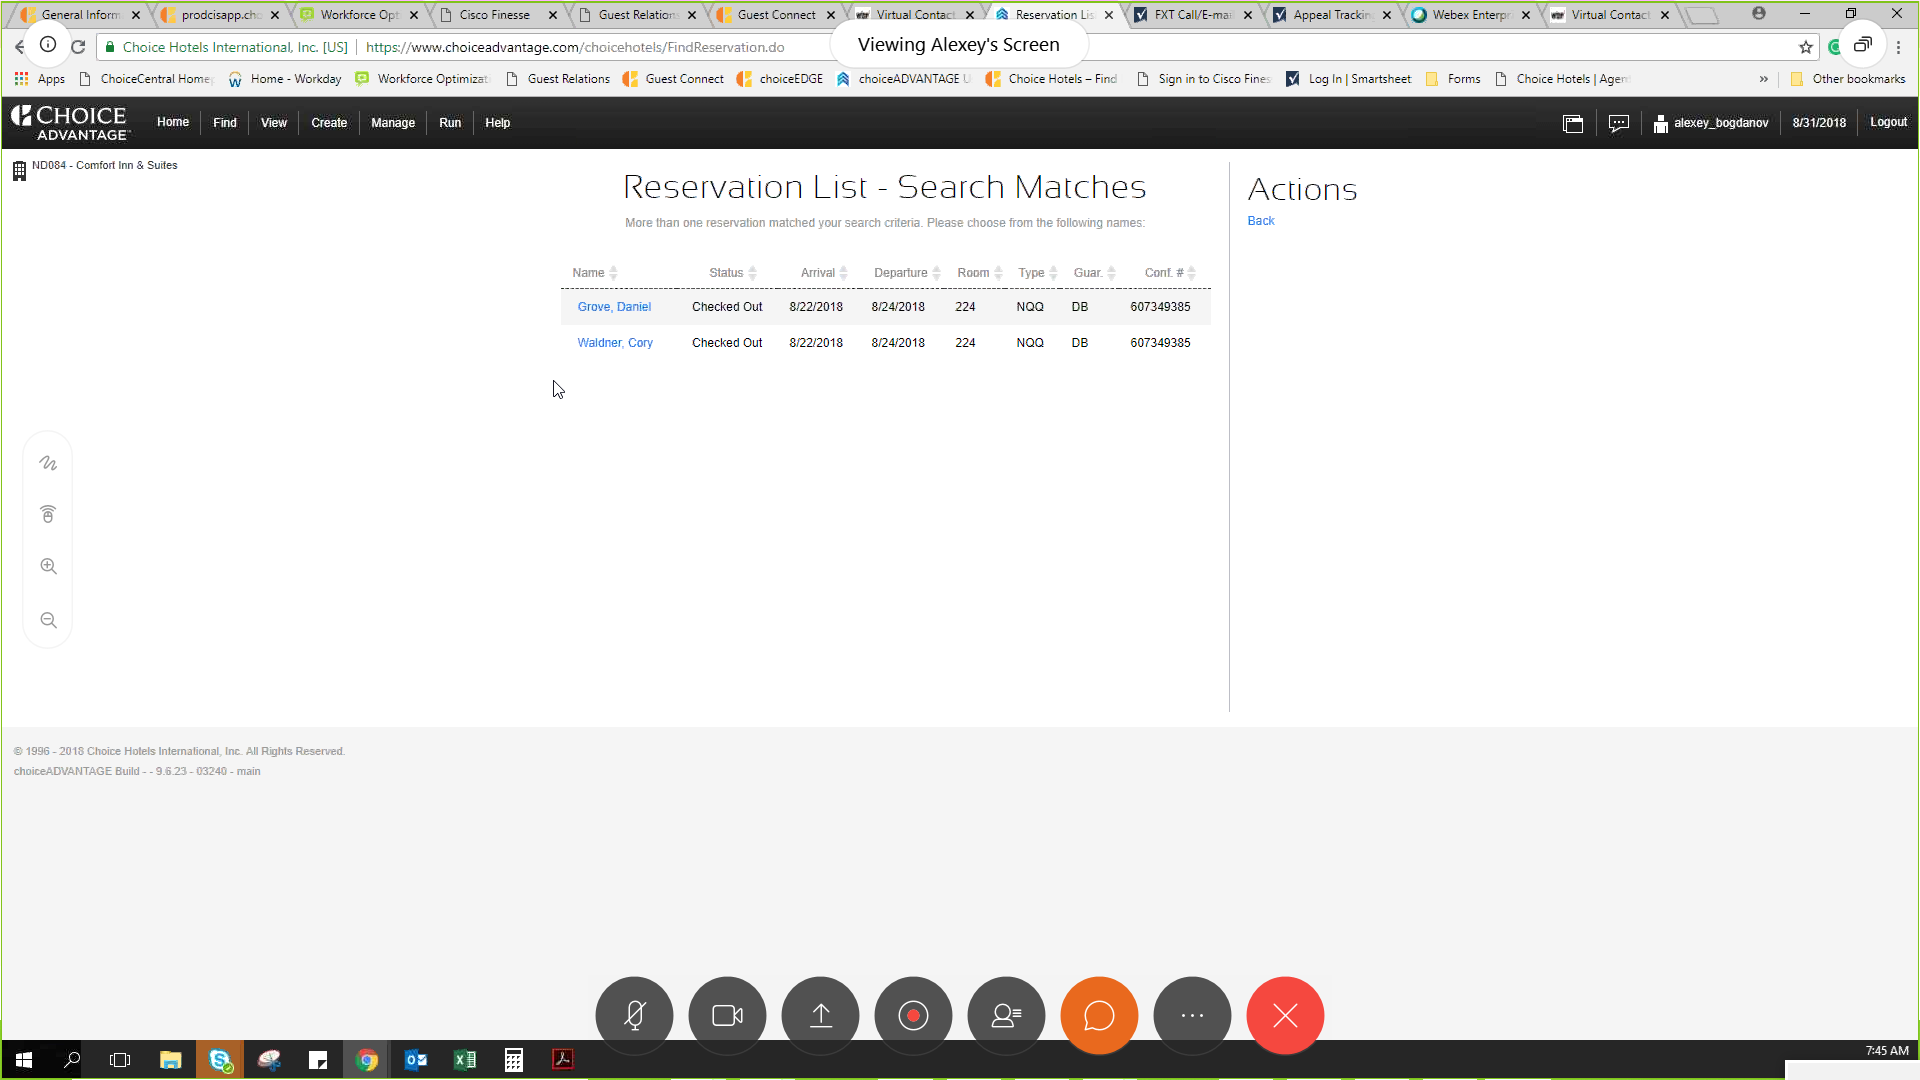 General Inform
prodcisapp.cho
Workforce Opt
Cisco Finesse
Guest Relations
Guest Connect
Virtual Contact
Reservation Lis
FXT Call/E-mail
Appeal Trackin
Webex Enterpr
Virtual Contact
Choice Hotels International, Inc. [US]
https://www.choiceadvantage.com/choicehotels/FindReservation.do
Viewing Alexey's Screen
Apps
ChoiceCentral Home
Home - Workday
Workforce Optimizat
Guest Relations
Guest Connect
choiceEDGE
choiceADVANTAGE U
Choice Hotels – Find
Sign in to Cisco Fines
Log In | Smartsheet
Forms
Choice Hotels | Agen
»
Other bookmarks
CHOICE
ADVANTAGE
Home Find View Create Manage Run Help
alexey_bogdanov 8/31/2018 Logout
ND084 - Comfort Inn & Suites
Reservation List - Search Matches
More than one reservation matched your search criteria. Please choose from the following names:
Name Status Arrival Departure Room Type Guar. Conf. #
Grove, Daniel Checked Out 8/22/2018 8/24/2018 224 NQQ DB 607349385
Waldner, Cory Checked Out 8/22/2018 8/24/2018 224 NQQ DB 607349385
Actions
Back
© 1996 - 2018 Choice Hotels International, Inc. All Rights Reserved.
choiceADVANTAGE Build - - 9.6.23 - 03240 - main
7:45 AM